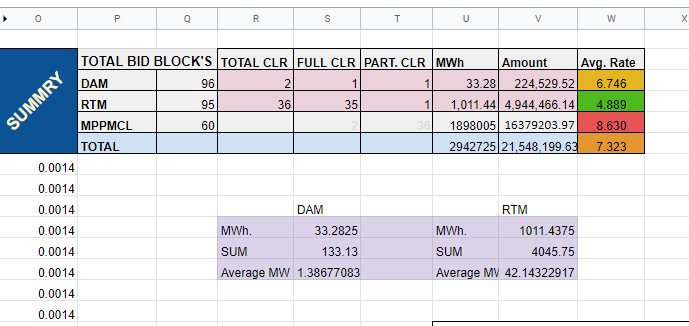 O P Q R S T U V W X
SUMMRY
TOTAL BID BLOCK'S TOTAL CLR FULL CLR PART. CLR MWh Amount Avg. Rate
DAM 96 2 1 1 33.28 224,529.52 6.746
RTM 95 36 35 1 1,011.44 4,944,466.14 4.889
MPPMCL 60 2 36 1898005 16379203.97 8.630
TOTAL 2942725 21,548,199.63 7.323
0.0014
0.0014
0.0014 DAM RTM
0.0014 MWh. 33.2825 MWh. 1011.4375
0.0014 SUM 133.13 SUM 4045.75
0.0014 Average MW 1.38677083 Average MW 42.14322917
0.0014
0.0014